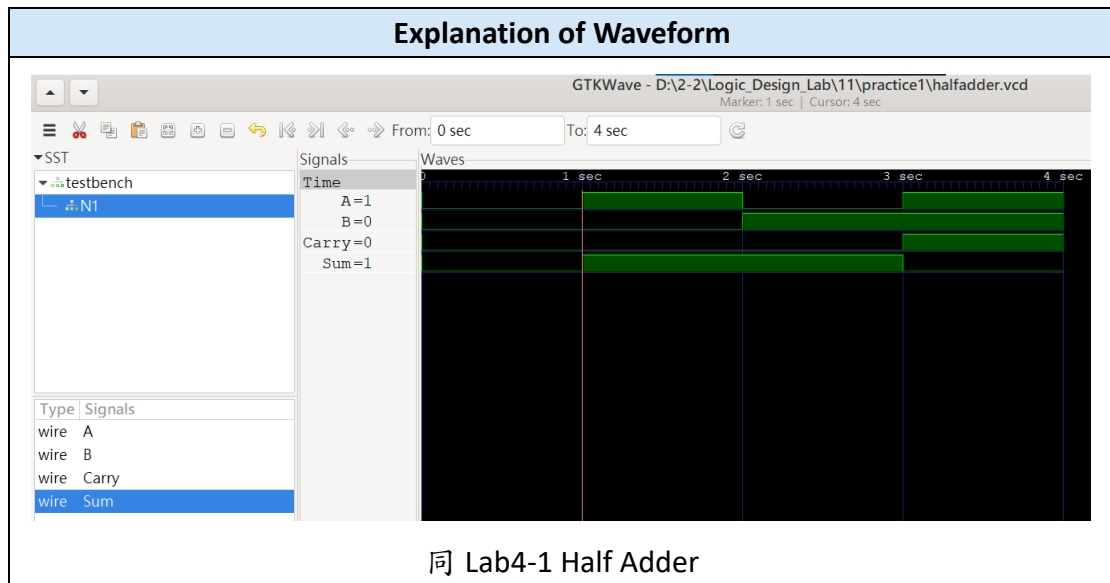 Explanation of Waveform
GTKWave - D:\2-2\Logic_Design_Lab\11\practice1\halfadder.vcd
Marker: 1 sec | Cursor: 4 sec
From: 0 sec To: 4 sec
SST
testbench
N1
Signals
Time
A=1
B=0
Carry=0
Sum=1
Waves
0 1 sec 2 sec 3 sec 4 sec
Type Signals
wire A
wire B
wire Carry
wire Sum
同 Lab4-1 Half Adder